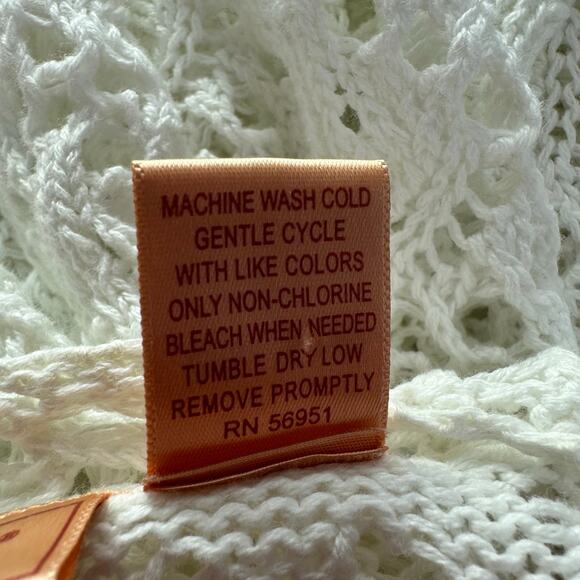 MACHINE WASH COLD
GENTLE CYCLE
WITH LIKE COLORS
ONLY NON-CHLORINE
BLEACH WHEN NEEDED
TUMBLE DRY LOW
REMOVE PROMPTLY
RN 56951